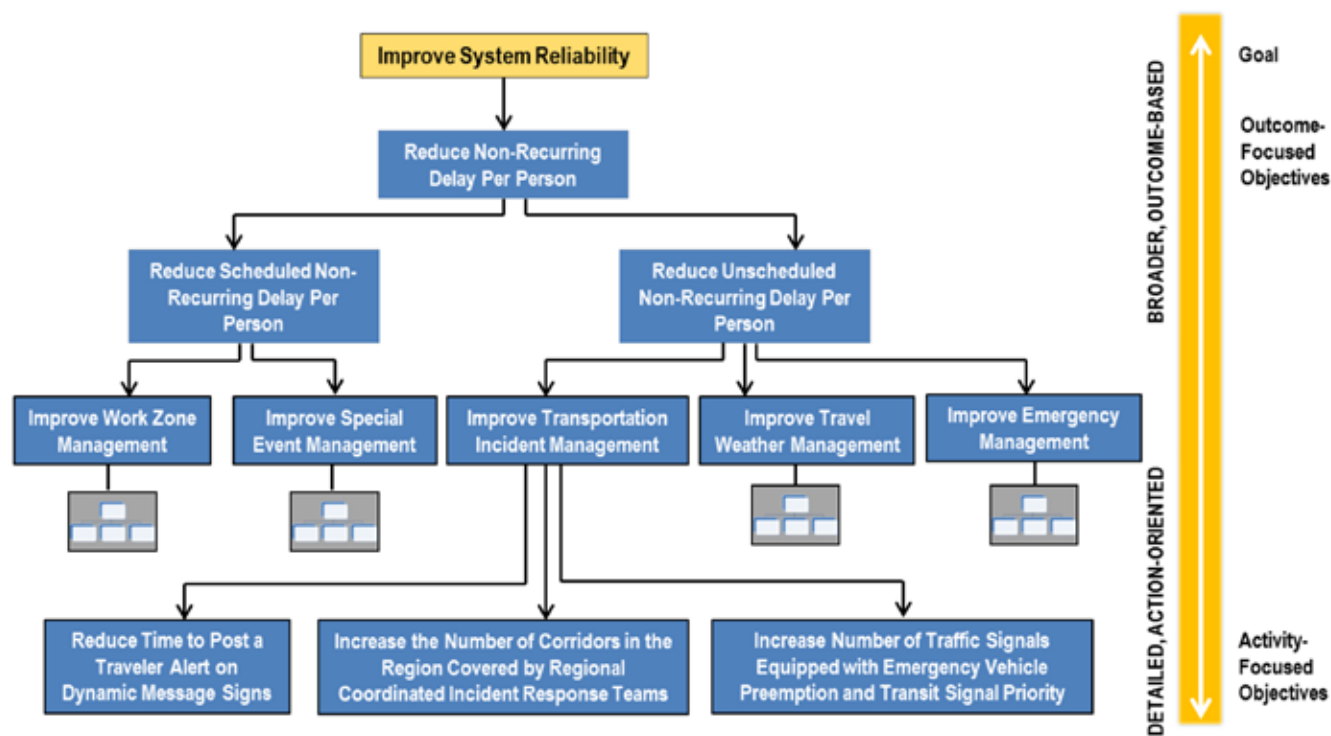 Improve System Reliability
Goal
Reduce Non-Recurring
Delay Per Person
Outcome-
Focused
Objectives
BROADER, OUTCOME-BASED
Reduce Scheduled Non-
Recurring Delay Per
Person
Reduce Unscheduled
Non-Recurring Delay Per
Person
Improve Work Zone
Management
Improve Special
Event Management
Improve Transportation
Incident Management
Improve Travel
Weather Management
Improve Emergency
Management
DETAILED, ACTION-ORIENTED
Reduce Time to Post a
Traveler Alert on
Dynamic Message Signs
Increase the Number of Corridors in the
Region Covered by Regional
Coordinated Incident Response Teams
Increase Number of Traffic Signals
Equipped with Emergency Vehicle
Preemption and Transit Signal Priority
Activity-
Focused
Objectives